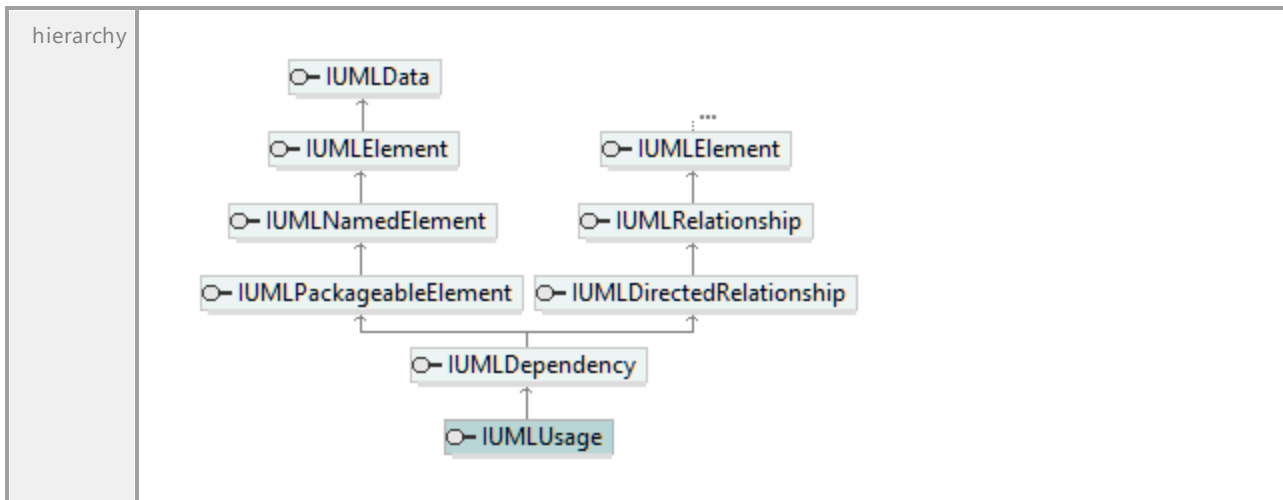 hierarchy
IUMLData
...
IUMLElement IUMLElement
IUMLNamedElement IUMLRelationship
IUMLPackageableElement IUMLDirectedRelationship
IUMLDependency
IUMLUsage